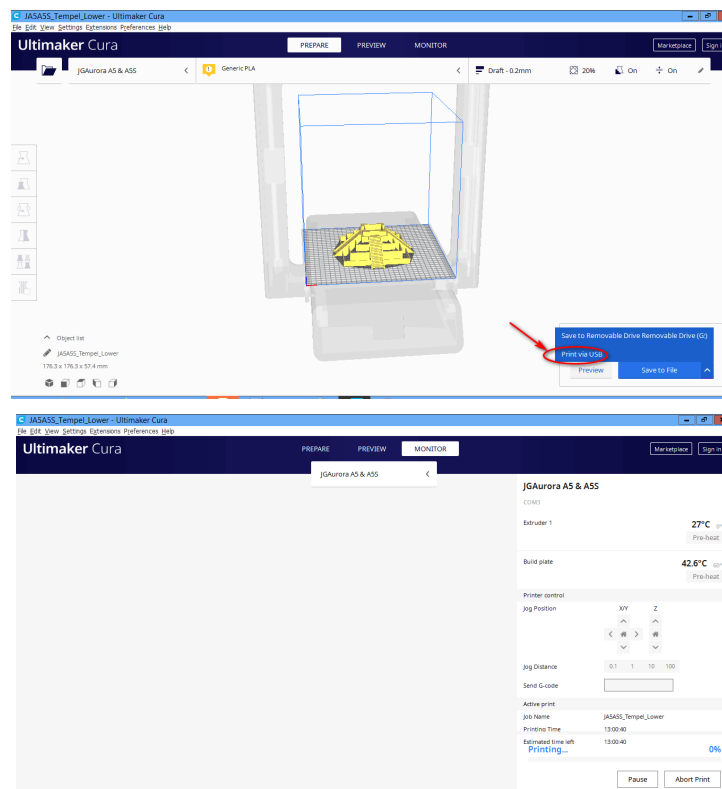 JA5A5S_Tempel_Lower - Ultimaker Cura
File Edit View Settings Extensions Preferences Help
Ultimaker Cura
PREPARE PREVIEW MONITOR
Marketplace Sign i
JGAurora A5 & A5S
Generic PLA
Draft - 0.2mm 20% On On
Object list
JA5A5S_Tempel_Lower
176.3 x 176.3 x 57.4 mm
Save to Removable Drive Removable Drive (G:)
Print via USB
Preview Save to File
JA5A5S_Tempel_Lower - Ultimaker Cura
File Edit View Settings Extensions Preferences Help
Ultimaker Cura
PREPARE PREVIEW MONITOR
Marketplace Sign in
JGAurora A5 & A5S
JGAurora A5 & A5S
COM3
Extruder 1 27°C 0°
Pre-heat
Build plate 42.6°C 60°
Pre-heat
Printer control
Jog Position X/Y Z
Jog Distance 0.1 1 10 100
Send G-code
Active print
Job Name JA5A5S_Tempel_Lower
Printing Time 13:00:40
Estimated time left 13:00:40
Printing... 0%
Pause Abort Print